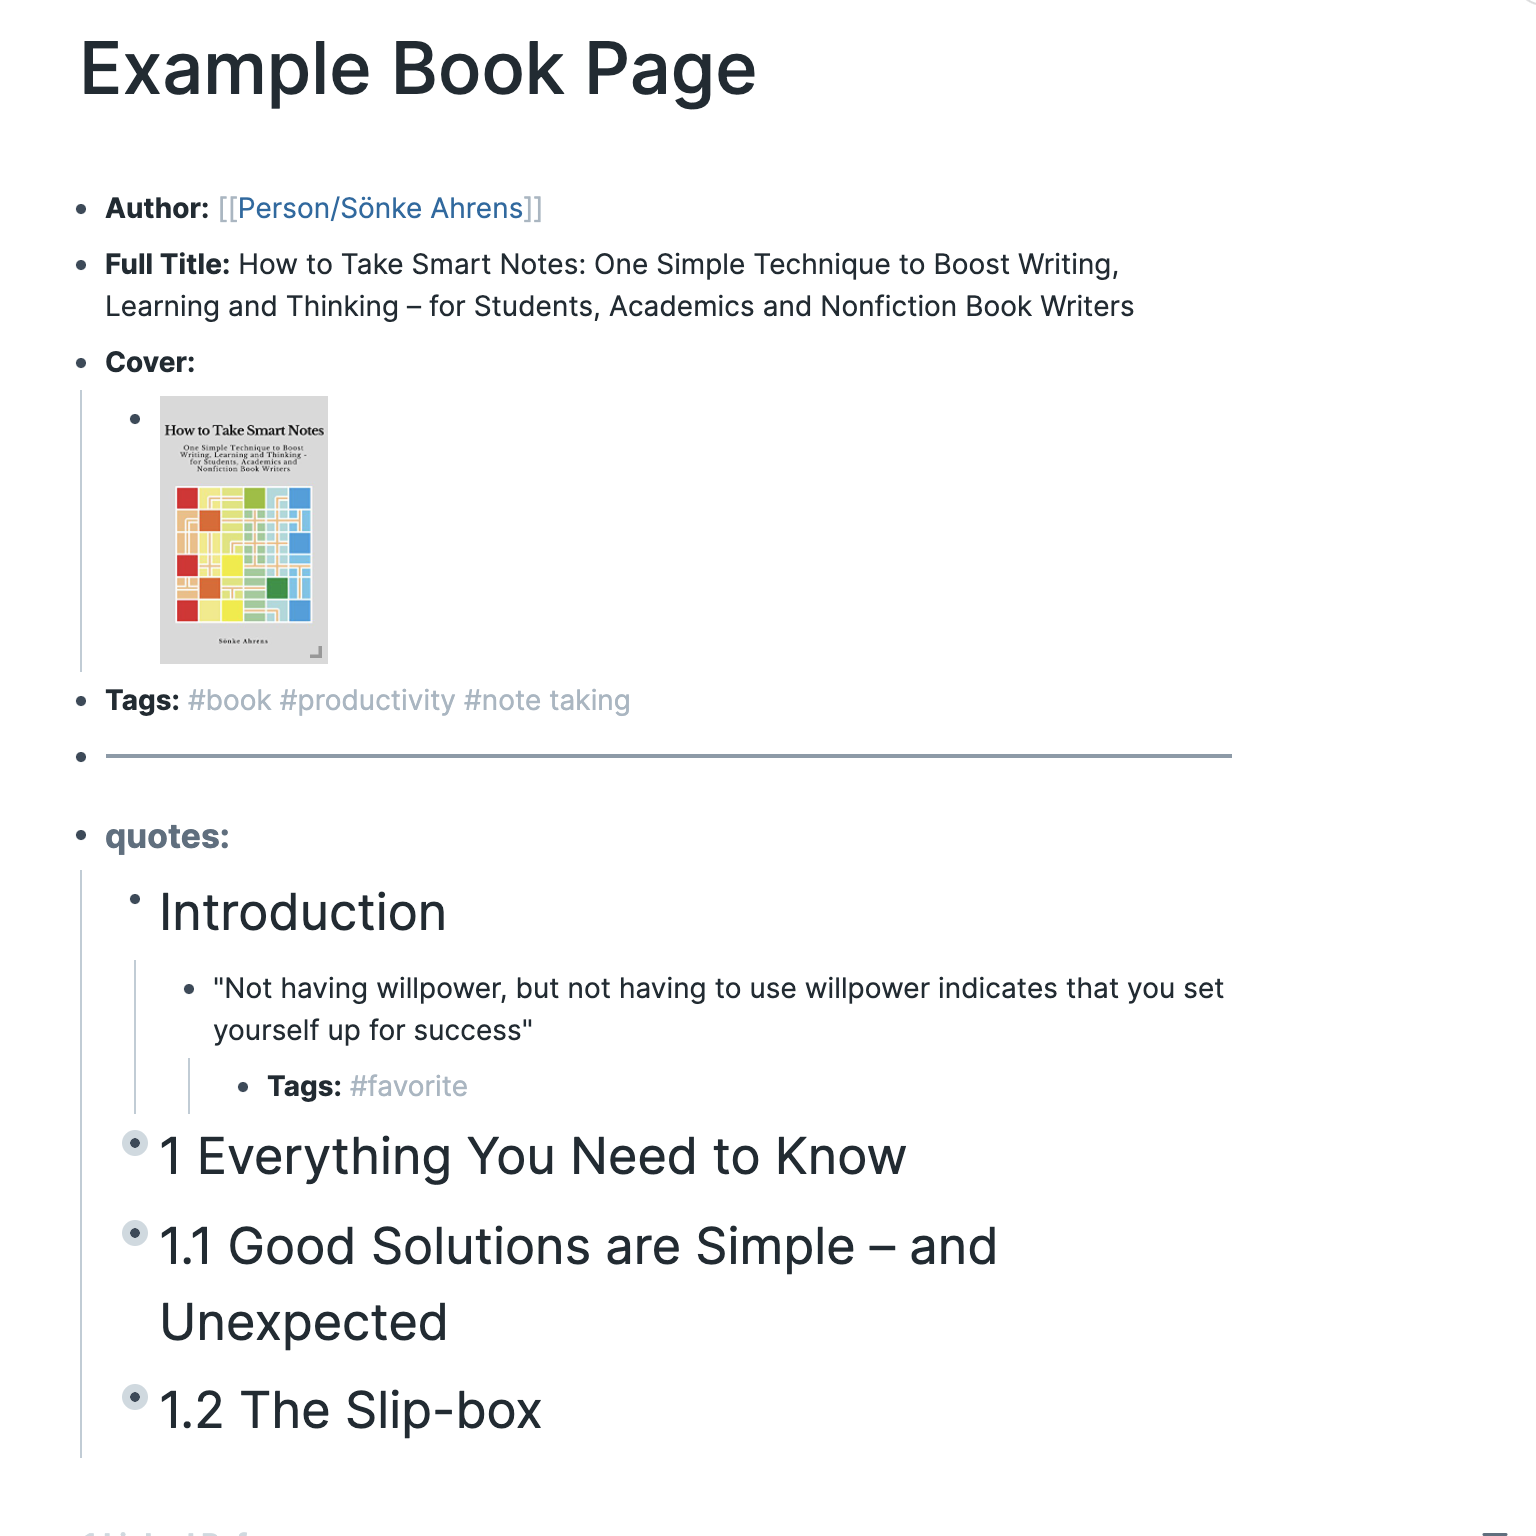 Example Book Page
Author: [[Person/Sönke Ahrens]]
Full Title: How to Take Smart Notes: One Simple Technique to Boost Writing,
Learning and Thinking – for Students, Academics and Nonfiction Book Writers
Cover:
How to Take Smart Notes
One Simple Technique to Boost
Writing, Learning and Thinking -
for Students, Academics and
Nonfiction Book Writers
Sönke Ahrens
Tags: #book #productivity #note taking
quotes:
Introduction
"Not having willpower, but not having to use willpower indicates that you set
yourself up for success"
Tags: #favorite
1 Everything You Need to Know
1.1 Good Solutions are Simple – and
Unexpected
1.2 The Slip-box